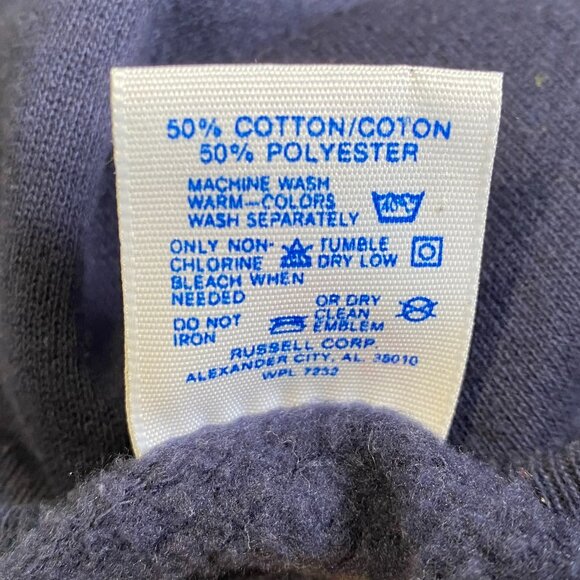 50% COTTON/COTON
50% POLYESTER
MACHINE WASH
WARM-COLORS
WASH SEPARATELY
40°C
ONLY NON-
CHLORINE
BLEACH WHEN
NEEDED
TUMBLE
DRY LOW
DO NOT
IRON
OR DRY
CLEAN
EMBLEM
RUSSELL CORP.
ALEXANDER CITY, AL. 35010
WPL 7232